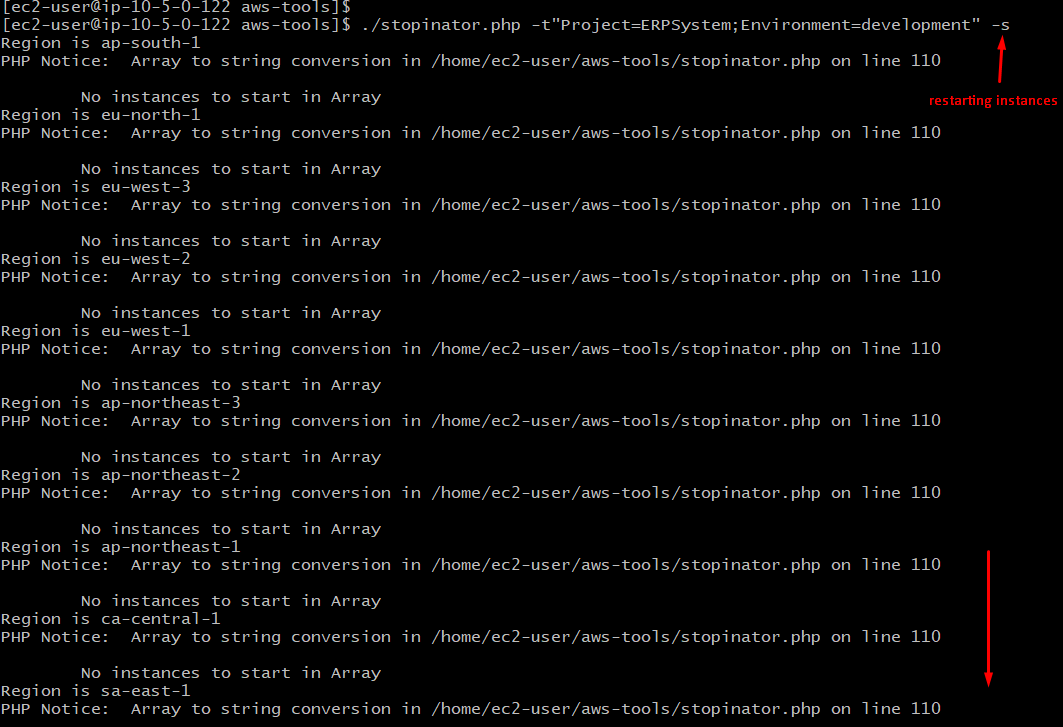 [ec2-user@ip-10-5-0-122 aws-tools]$
[ec2-user@ip-10-5-0-122 aws-tools]$ ./stopinator.php -t"Project=ERPSystem;Environment=development" -s
Region is ap-south-1
PHP Notice:  Array to string conversion in /home/ec2-user/aws-tools/stopinator.php on line 110
restarting instances
No instances to start in Array
Region is eu-north-1
PHP Notice:  Array to string conversion in /home/ec2-user/aws-tools/stopinator.php on line 110
No instances to start in Array
Region is eu-west-3
PHP Notice:  Array to string conversion in /home/ec2-user/aws-tools/stopinator.php on line 110
No instances to start in Array
Region is eu-west-2
PHP Notice:  Array to string conversion in /home/ec2-user/aws-tools/stopinator.php on line 110
No instances to start in Array
Region is eu-west-1
PHP Notice:  Array to string conversion in /home/ec2-user/aws-tools/stopinator.php on line 110
No instances to start in Array
Region is ap-northeast-3
PHP Notice:  Array to string conversion in /home/ec2-user/aws-tools/stopinator.php on line 110
No instances to start in Array
Region is ap-northeast-2
PHP Notice:  Array to string conversion in /home/ec2-user/aws-tools/stopinator.php on line 110
No instances to start in Array
Region is ap-northeast-1
PHP Notice:  Array to string conversion in /home/ec2-user/aws-tools/stopinator.php on line 110
No instances to start in Array
Region is ca-central-1
PHP Notice:  Array to string conversion in /home/ec2-user/aws-tools/stopinator.php on line 110
No instances to start in Array
Region is sa-east-1
PHP Notice:  Array to string conversion in /home/ec2-user/aws-tools/stopinator.php on line 110